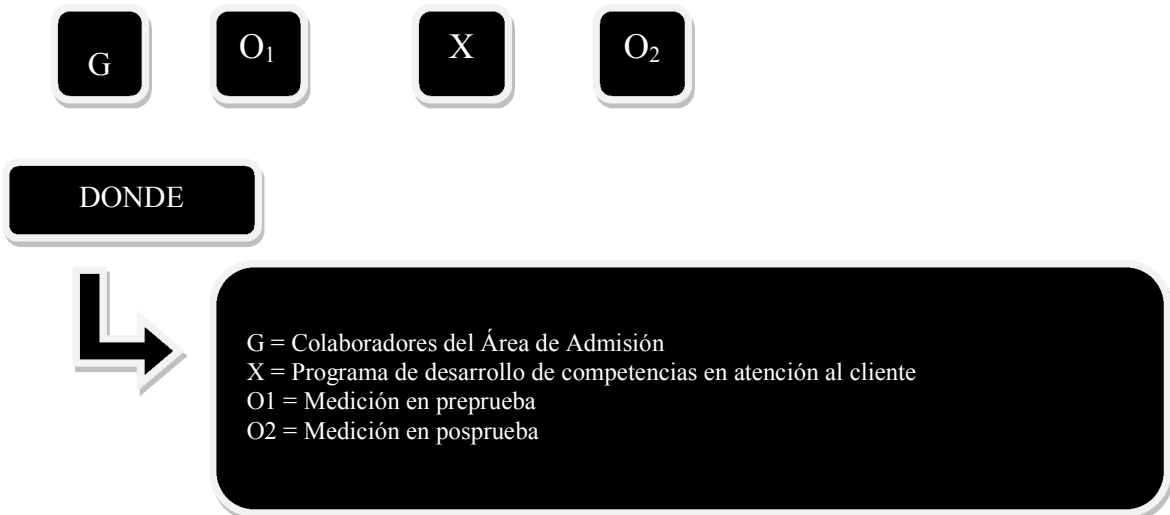 G O₁ X O₂
DONDE
G = Colaboradores del Área de Admisión
X = Programa de desarrollo de competencias en atención al cliente
O1 = Medición en preprueba
O2 = Medición en posprueba